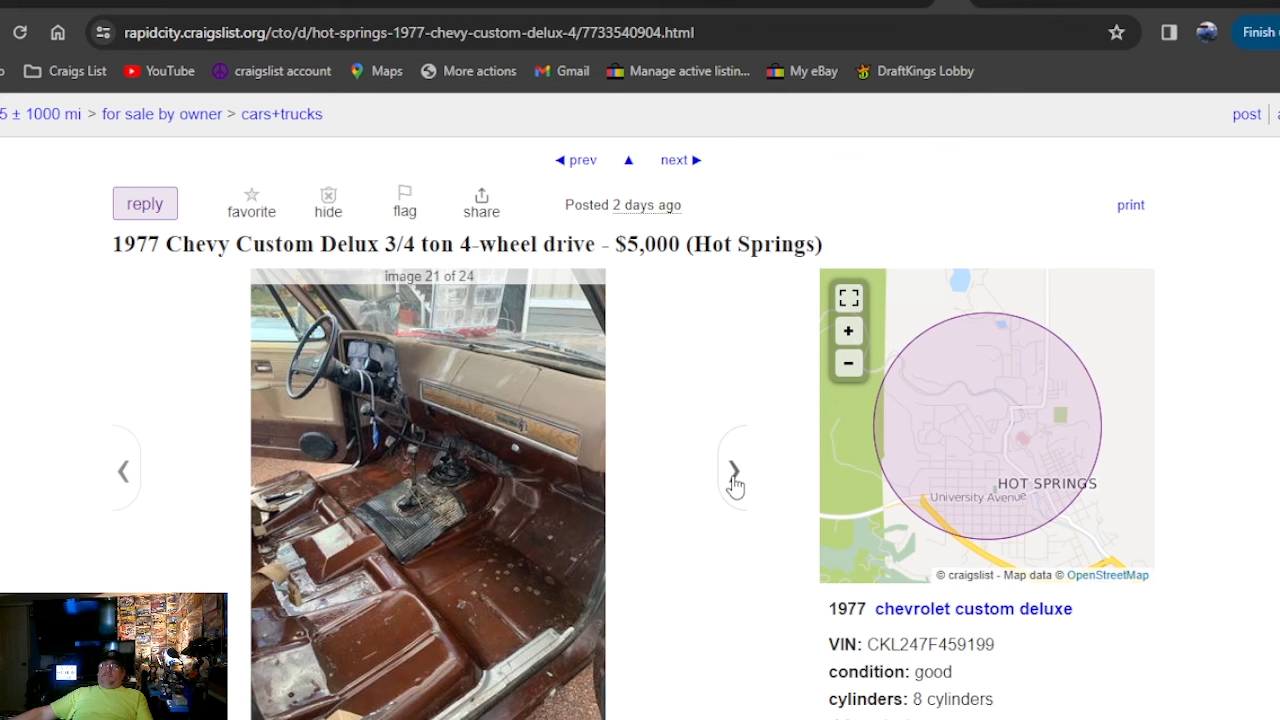 rapidcity.craigslist.org/cto/d/hot-springs-1977-chevy-custom-delux-4/7733540904.html
Finish
Craigs List
YouTube
craigslist account
Maps
More actions
Gmail
Manage active listin...
My eBay
DraftKings Lobby
5 ± 1000 mi > for sale by owner > cars+trucks
post
◀ prev ▲ next ▶
reply
favorite
hide
flag
share
Posted 2 days ago
print
1977 Chevy Custom Delux 3/4 ton 4-wheel drive - $5,000 (Hot Springs)
image 21 of 24
+
−
HOT SPRINGS
University Avenue
© craigslist - Map data © OpenStreetMap
1977 chevrolet custom deluxe
VIN: CKL247F459199
condition: good
cylinders: 8 cylinders